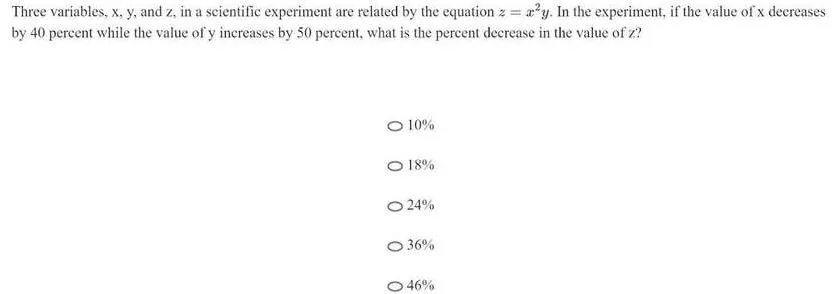 Three variables, x, y, and z, in a scientific experiment are related by the equation z = x²y. In the experiment, if the value of x decreases
by 40 percent while the value of y increases by 50 percent, what is the percent decrease in the value of z?
10%
18%
24%
36%
46%